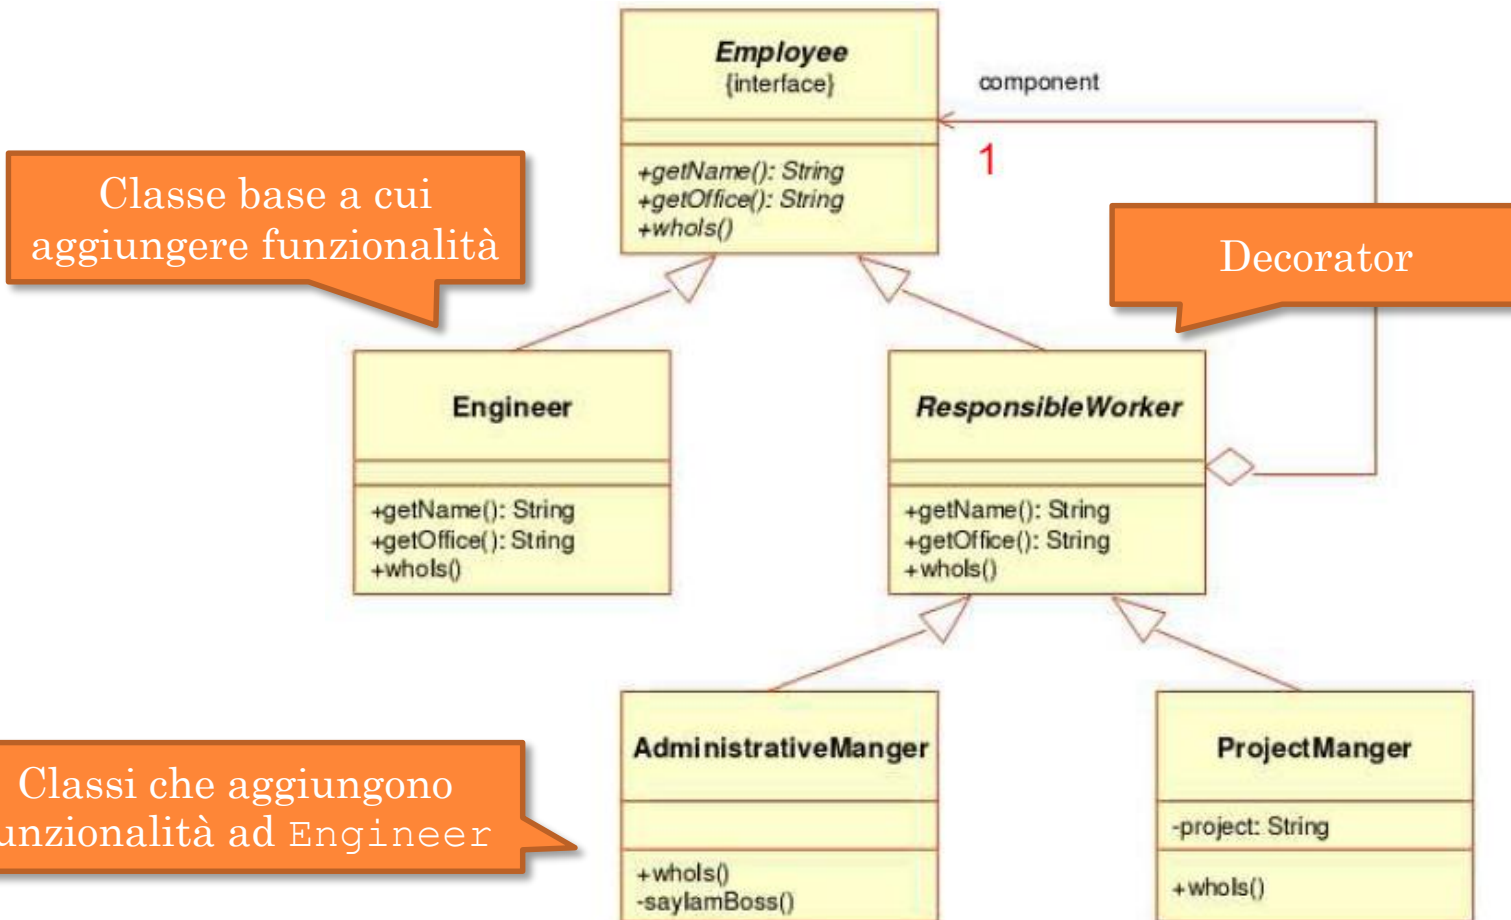 Employee
{interface}
component
1
+getName(): String
+getOffice(): String
+whoIs()
Classe base a cui
aggiungere funzionalità
Decorator
Engineer
+getName(): String
+getOffice(): String
+whoIs()
ResponsibleWorker
+getName(): String
+getOffice(): String
+whoIs()
Classi che aggiungono
unzionalità ad Engineer
AdministrativeManger
+whoIs()
-sayIamBoss()
ProjectManger
-project: String
+whoIs()